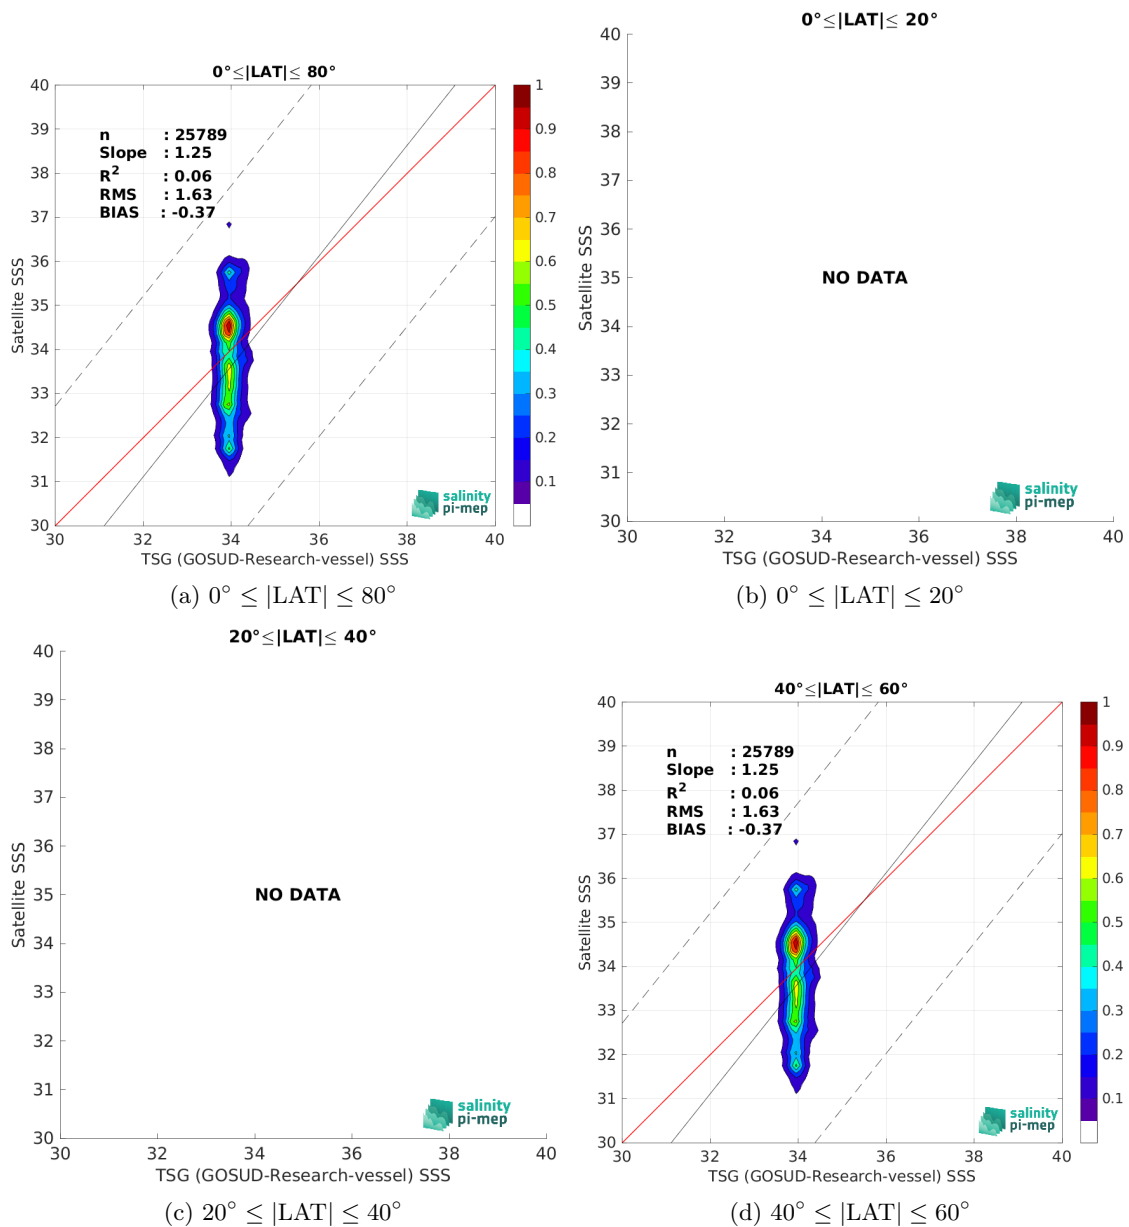 0°≤|LAT|≤ 80°
40
39
38
37
36
35
34
33
32
31
30
Satellite SSS
n : 25789
Slope : 1.25
R² : 0.06
RMS : 1.63
BIAS : -0.37
salinity
pi-mep
30 32 34 36 38 40
TSG (GOSUD-Research-vessel) SSS
1
0.9
0.8
0.7
0.6
0.5
0.4
0.3
0.2
0.1
(a) 0° ≤ |LAT| ≤ 80°
0°≤|LAT|≤ 20°
40
39
38
37
36
35
34
33
32
31
30
Satellite SSS
NO DATA
salinity
pi-mep
30 32 34 36 38 40
TSG (GOSUD-Research-vessel) SSS
(b) 0° ≤ |LAT| ≤ 20°
20°≤|LAT|≤ 40°
40
39
38
37
36
35
34
33
32
31
30
Satellite SSS
NO DATA
salinity
pi-mep
30 32 34 36 38 40
TSG (GOSUD-Research-vessel) SSS
(c) 20° ≤ |LAT| ≤ 40°
40°≤|LAT|≤ 60°
40
39
38
37
36
35
34
33
32
31
30
Satellite SSS
n : 25789
Slope : 1.25
R² : 0.06
RMS : 1.63
BIAS : -0.37
salinity
pi-mep
30 32 34 36 38 40
TSG (GOSUD-Research-vessel) SSS
1
0.9
0.8
0.7
0.6
0.5
0.4
0.3
0.2
0.1
(d) 40° ≤ |LAT| ≤ 60°